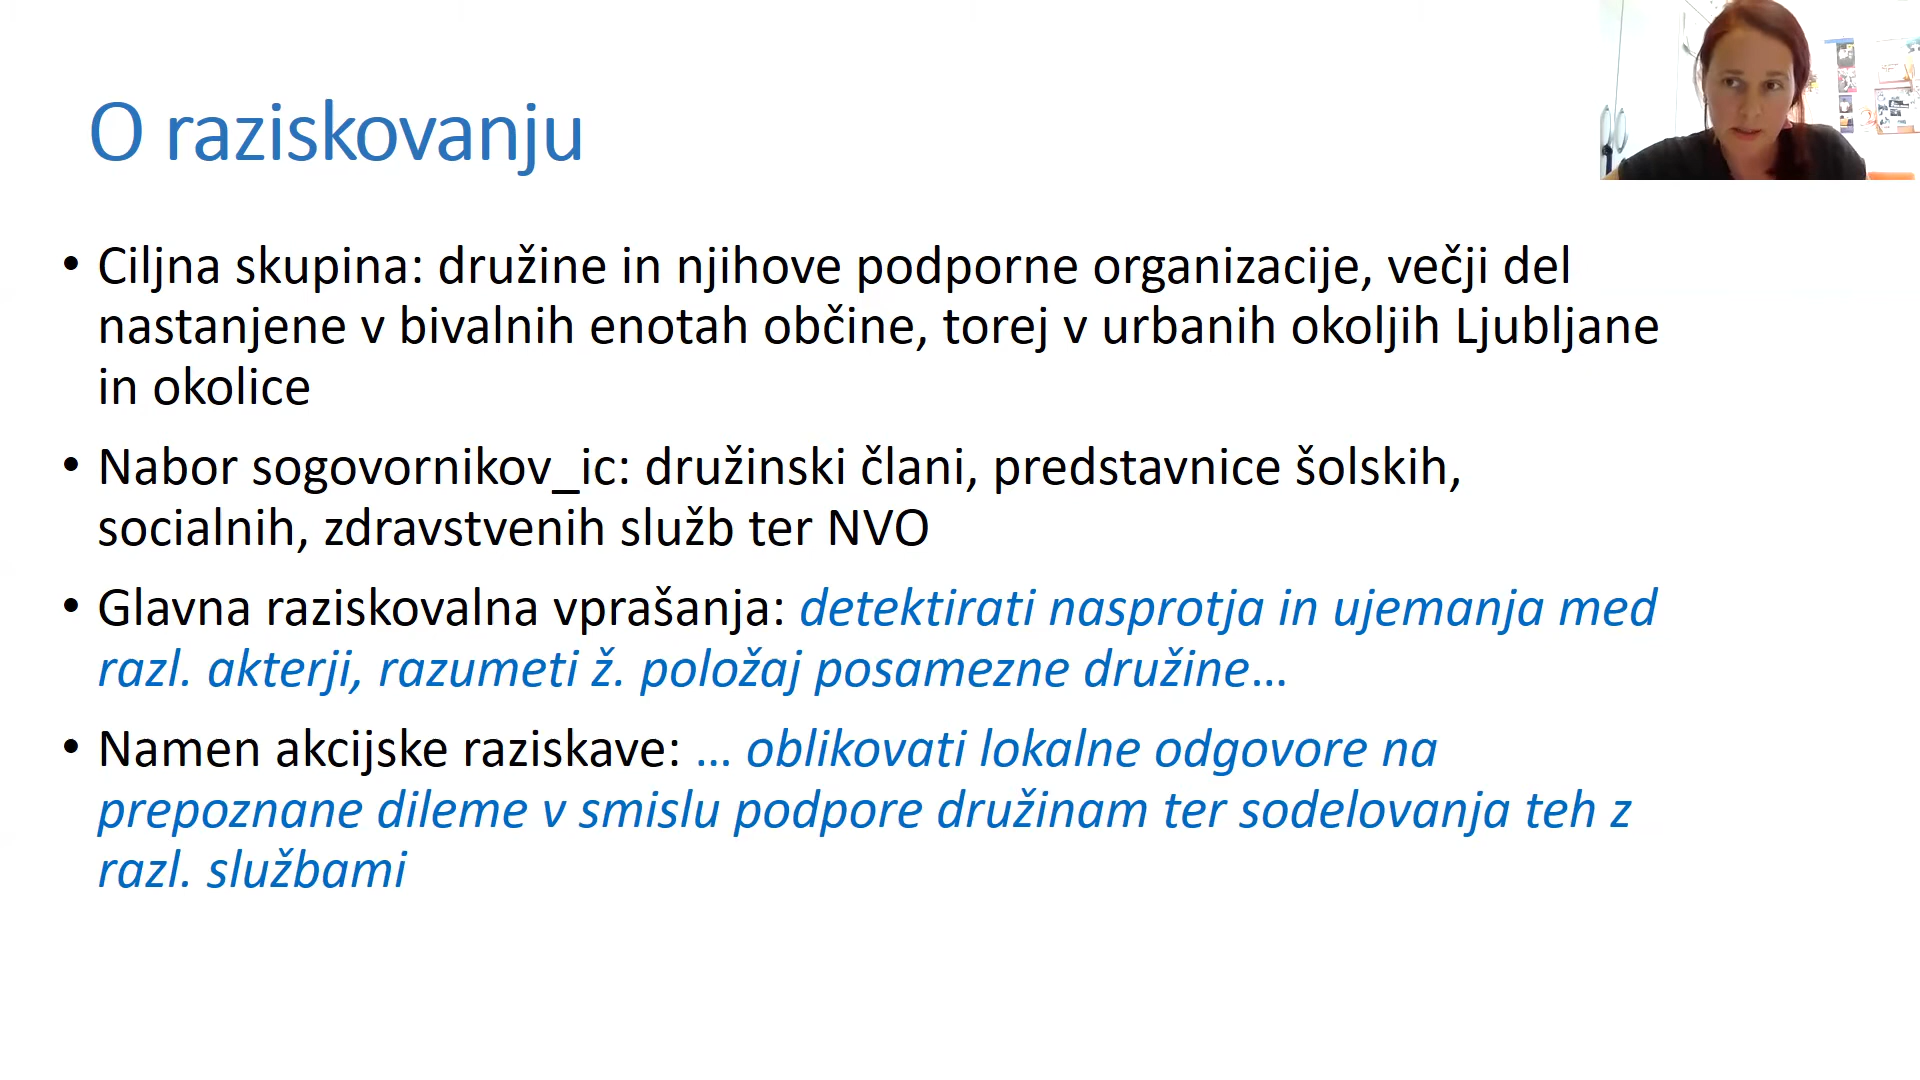 O raziskovanju
• Ciljna skupina: družine in njihove podporne organizacije, večji del
nastanjene v bivalnih enotah občine, torej v urbanih okoljih Ljubljane
in okolice
• Nabor sogovornikov_ic: družinski člani, predstavnice šolskih,
socialnih, zdravstvenih služb ter NVO
• Glavna raziskovalna vprašanja: detektirati nasprotja in ujemanja med
razl. akterji, razumeti ž. položaj posamezne družine…
• Namen akcijske raziskave: … oblikovati lokalne odgovore na
prepoznane dileme v smislu podpore družinam ter sodelovanja teh z
razl. službami